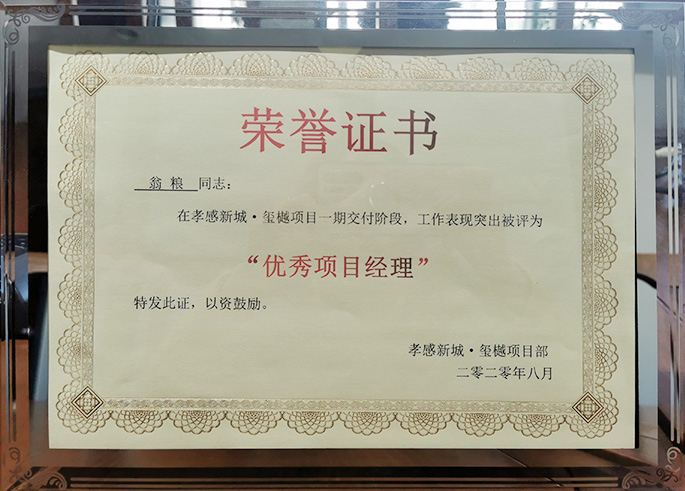 荣誉证书
翁粮 同志：
在孝感新城·玺樾项目一期交付阶段，工作表现突出被评为
“优秀项目经理”
特发此证，以资鼓励。
孝感新城·玺樾项目部
二零二零年八月